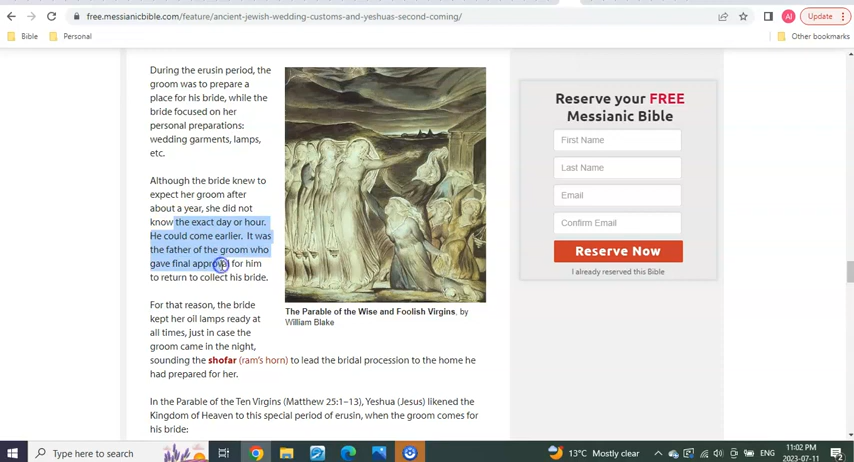 free.messianicbible.com/feature/ancient-jewish-wedding-customs-and-yeshuas-second-coming/
AI
Update
Bible
Personal
Other bookmarks
During the erusin period, the
groom was to prepare a
place for his bride, while the
bride focused on her
personal preparations:
wedding garments, lamps,
etc.
Although the bride knew to
expect her groom after
about a year, she did not
know the exact day or hour.
He could come earlier.  It was
the father of the groom who
gave final approval for him
to return to collect his bride.
For that reason, the bride
kept her oil lamps ready at
all times, just in case the
groom came in the night,
sounding the shofar (ram's horn) to lead the bridal procession to the home he
had prepared for her.
In the Parable of the Ten Virgins (Matthew 25:1–13), Yeshua (Jesus) likened the
Kingdom of Heaven to this special period of erusin, when the groom comes for
his bride:
The Parable of the Wise and Foolish Virgins, by
William Blake
Reserve your FREE
Messianic Bible
First Name
Last Name
Email
Confirm Email
Reserve Now
I already reserved this Bible
Type here to search
13°C Mostly clear
ENG
11:02 PM
2023-07-11
2